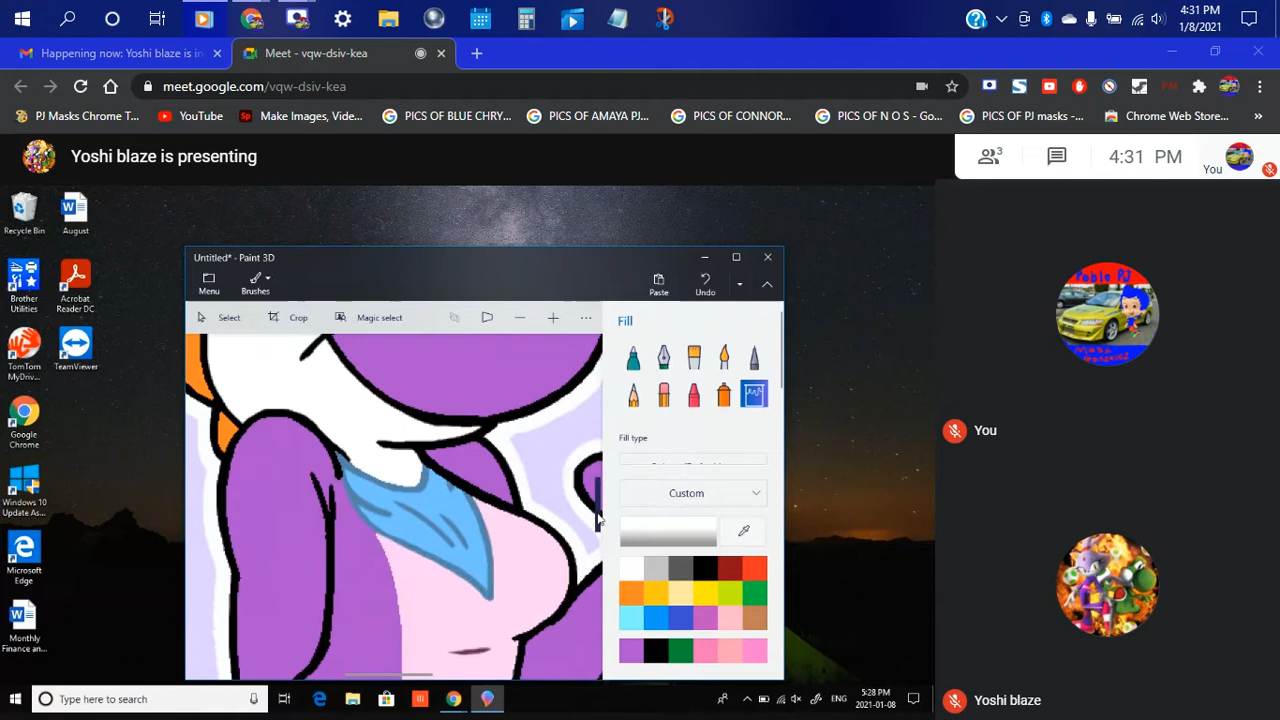 4:31 PM
1/8/2021
Happening now: Yoshi blaze is in
Meet - vqw-dsiv-kea
meet.google.com/vqw-dsiv-kea
PJ Masks Chrome T...
YouTube
Sp
Make Images, Vide...
PICS OF BLUE CHRY...
PICS OF AMAYA PJ...
PICS OF CONNOR...
PICS OF N O S - Go...
PICS OF PJ masks - ...
Chrome Web Store...
Yoshi blaze is presenting
3
4:31 PM
You
Recycle Bin
August
Untitled* - Paint 3D
Menu
Brushes
Paste
Undo
Brother
Utilities
Acrobat
Reader DC
Select
Crop
Magic select
Fill
TomTom
MyDriv...
TeamViewer
Pablo PJ
Google
Chrome
Fill type
You
Windows 10
Update As...
Custom
Microsoft
Edge
Monthly
Finance an...
Type here to search
ENG
5:28 PM
2021-01-08
Yoshi blaze